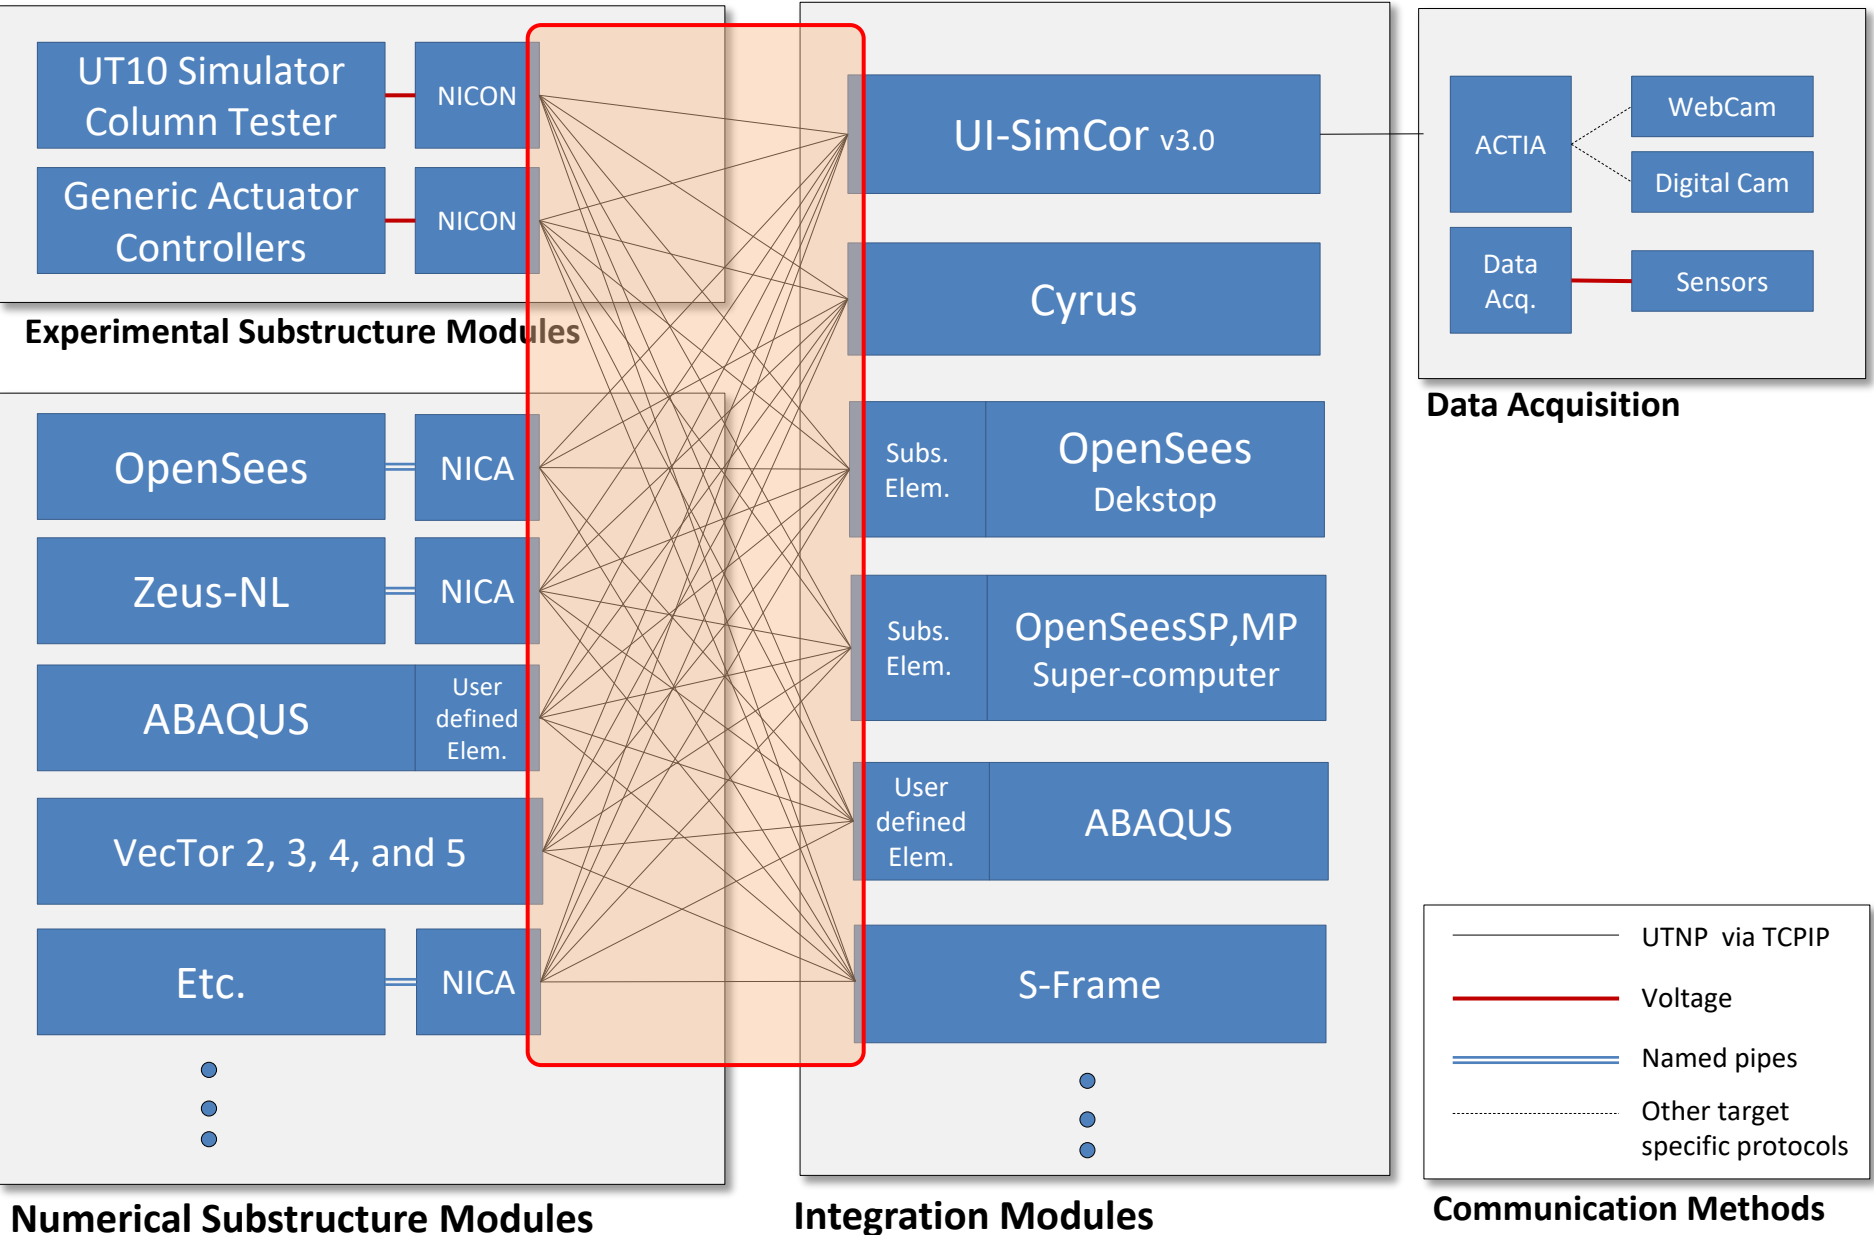 UT10 Simulator
Column Tester
NICON
Generic Actuator
Controllers
NICON
Experimental Substructure Modules
OpenSees
NICA
Zeus-NL
NICA
ABAQUS
User
defined
Elem.
VecTor 2, 3, 4, and 5
Etc.
NICA
Numerical Substructure Modules
UI-SimCor v3.0
Cyrus
Subs.
Elem.
OpenSees
Dekstop
Subs.
Elem.
OpenSeesSP,MP
Super-computer
User
defined
Elem.
ABAQUS
S-Frame
Integration Modules
ACTIA
WebCam
Digital Cam
Data
Acq.
Sensors
Data Acquisition
UTNP via TCPIP
Voltage
Named pipes
Other target
specific protocols
Communication Methods